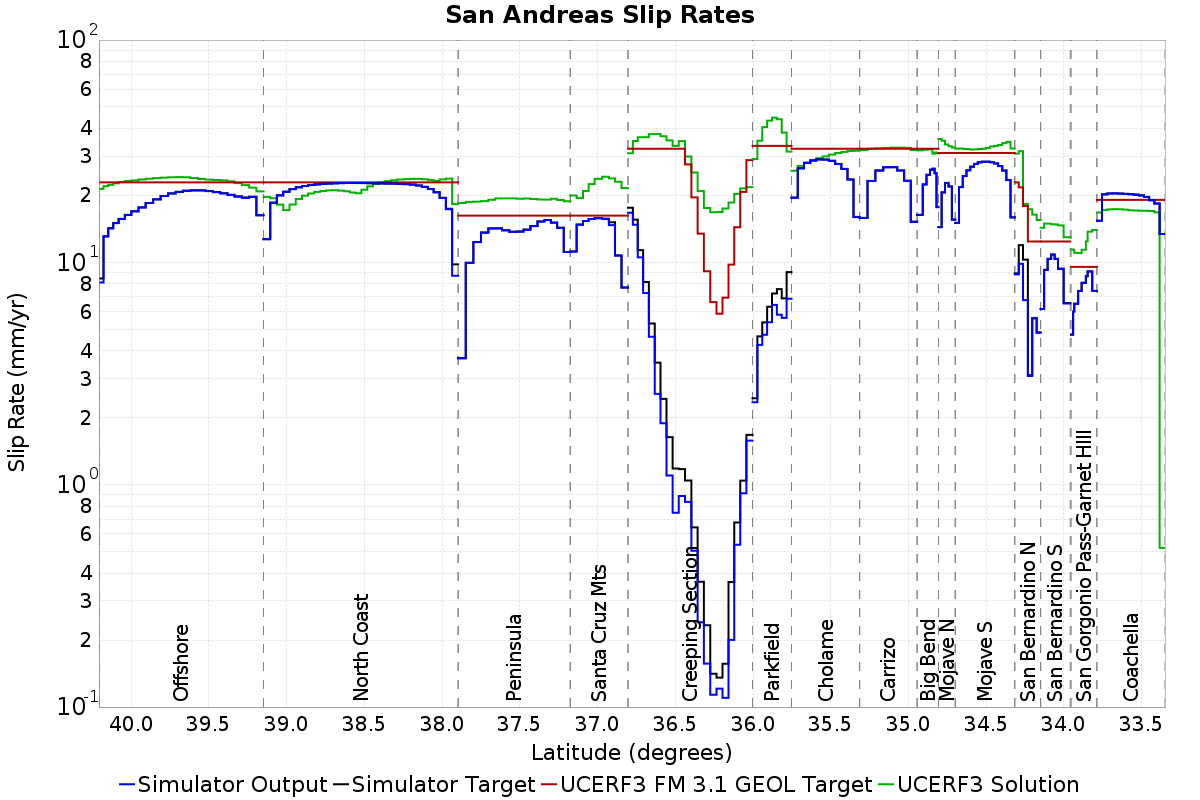 San Andreas Slip Rates
10^2
8
6
4
3
2
10^1
8
6
4
3
2
10^0
8
6
4
3
2
10^-1
Slip Rate (mm/yr)
Offshore
North Coast
Peninsula
Santa Cruz Mts
Creeping Section
Parkfield
Cholame
Carrizo
Big Bend
Mojave N
Mojave S
San Bernardino N
San Bernardino S
San Gorgonio Pass-Garnet HIll
Coachella
40.0 39.5 39.0 38.5 38.0 37.5 37.0 36.5 36.0 35.5 35.0 34.5 34.0 33.5
Latitude (degrees)
Simulator Output Simulator Target UCERF3 FM 3.1 GEOL Target UCERF3 Solution